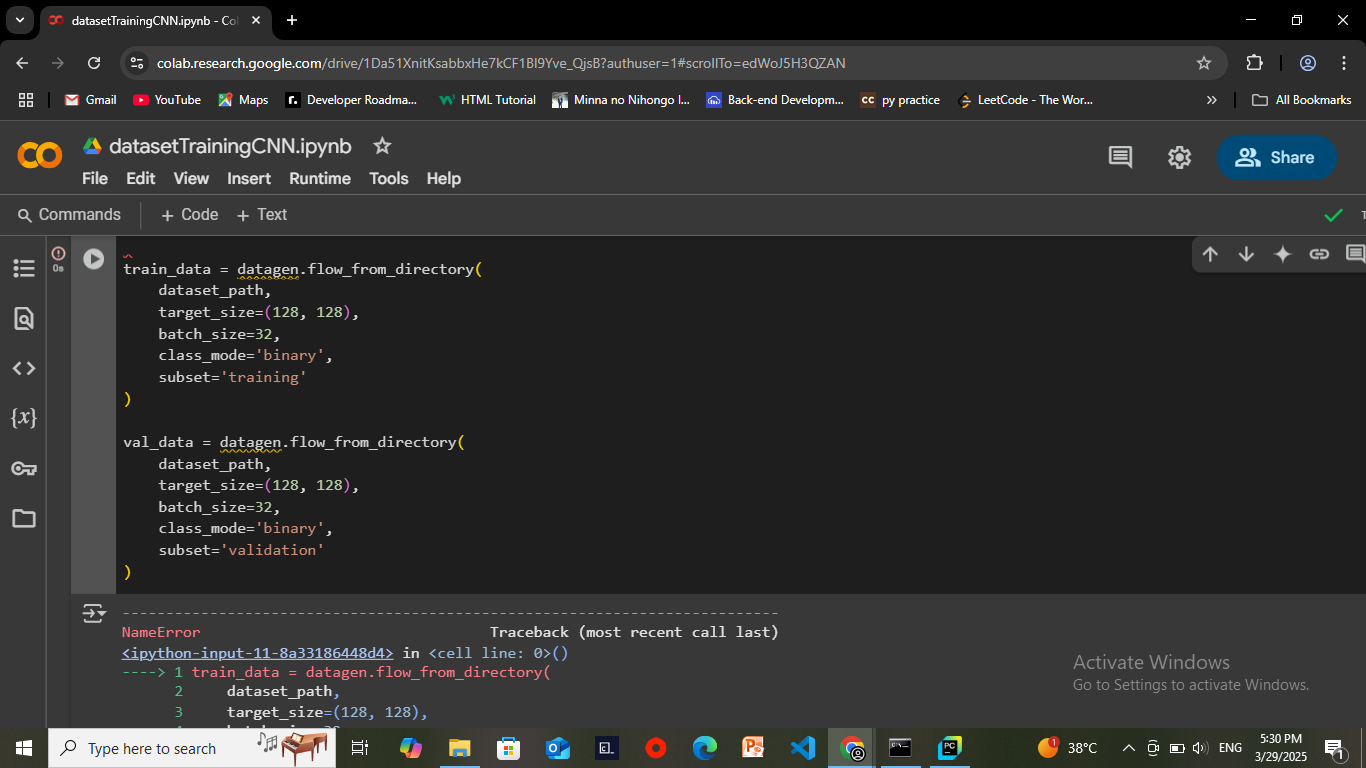 datasetTrainingCNN.ipynb - Col
colab.research.google.com/drive/1Da51XnitKsabbxHe7kCF1Bl9Yve_QjsB?authuser=1#scrollTo=edWoJ5H3QZAN
Gmail YouTube Maps Developer Roadma... HTML Tutorial Minna no Nihongo I... Back-end Developm... CC py practice LeetCode - The Wor... » All Bookmarks
datasetTrainingCNN.ipynb
Share
File Edit View Insert Runtime Tools Help
Commands + Code + Text
0s
train_data = datagen.flow_from_directory(
dataset_path,
target_size=(128, 128),
batch_size=32,
class_mode='binary',
subset='training'
)
val_data = datagen.flow_from_directory(
dataset_path,
target_size=(128, 128),
batch_size=32,
class_mode='binary',
subset='validation'
)
---------------------------------------------------------------------------
NameError Traceback (most recent call last)
<ipython-input-11-8a33186448d4> in <cell line: 0>()
----> 1 train_data = datagen.flow_from_directory(
2 dataset_path,
3 target_size=(128, 128),
Activate Windows
Go to Settings to activate Windows.
Type here to search
38°C
ENG
5:30 PM
3/29/2025
1